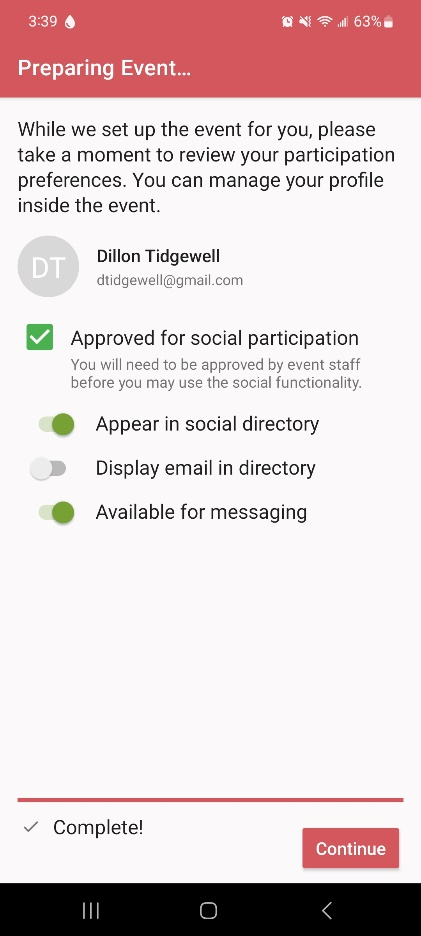 3:39
63%
Preparing Event...
While we set up the event for you, please
take a moment to review your participation
preferences. You can manage your profile
inside the event.
DT
Dillon Tidgewell
dtidgewell@gmail.com
Approved for social participation
You will need to be approved by event staff
before you may use the social functionality.
Appear in social directory
Display email in directory
Available for messaging
Complete!
Continue